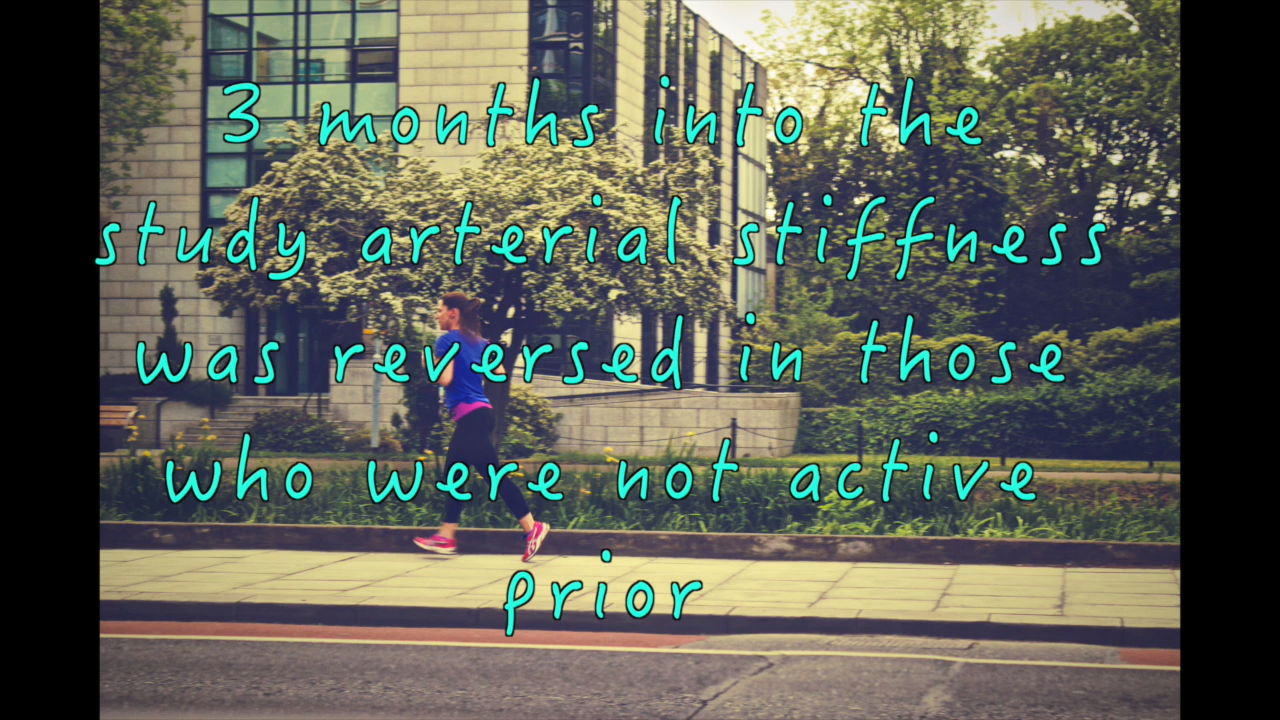 3 months into the
study arterial stiffness
was reversed in those
who were not active
prior